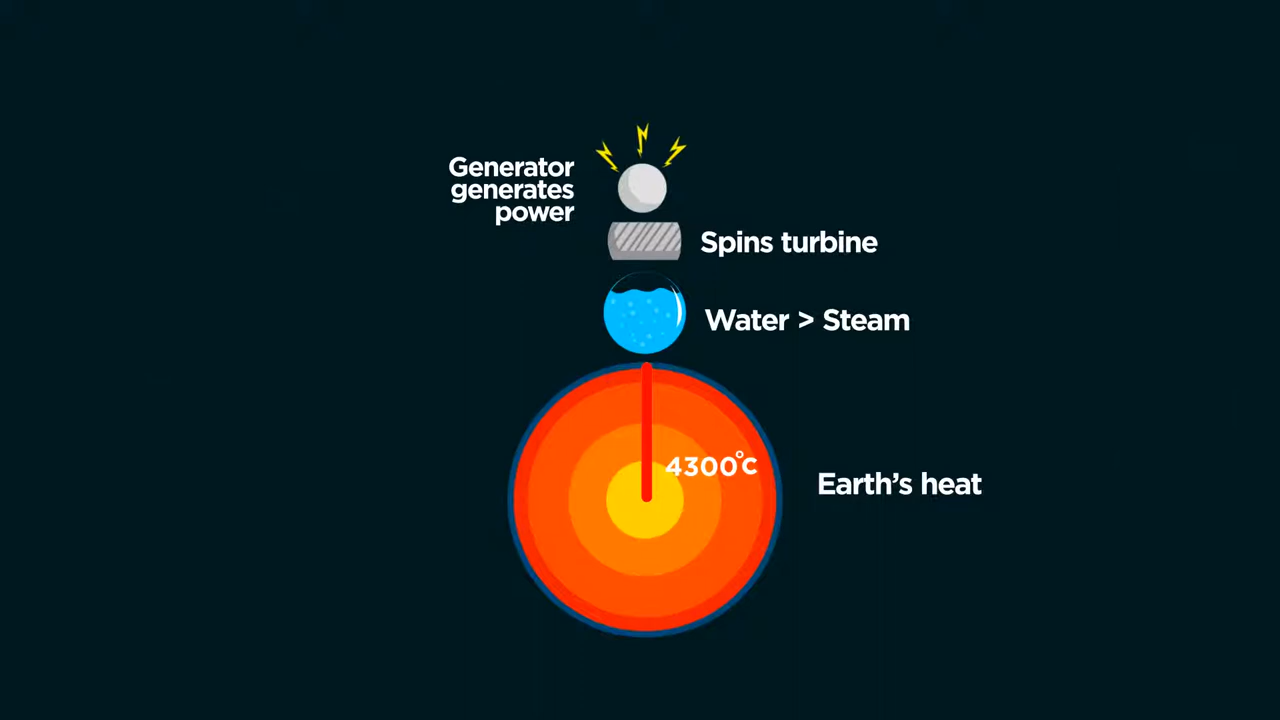 Generator
generates
power
Spins turbine
Water > Steam
4300°C
Earth's heat